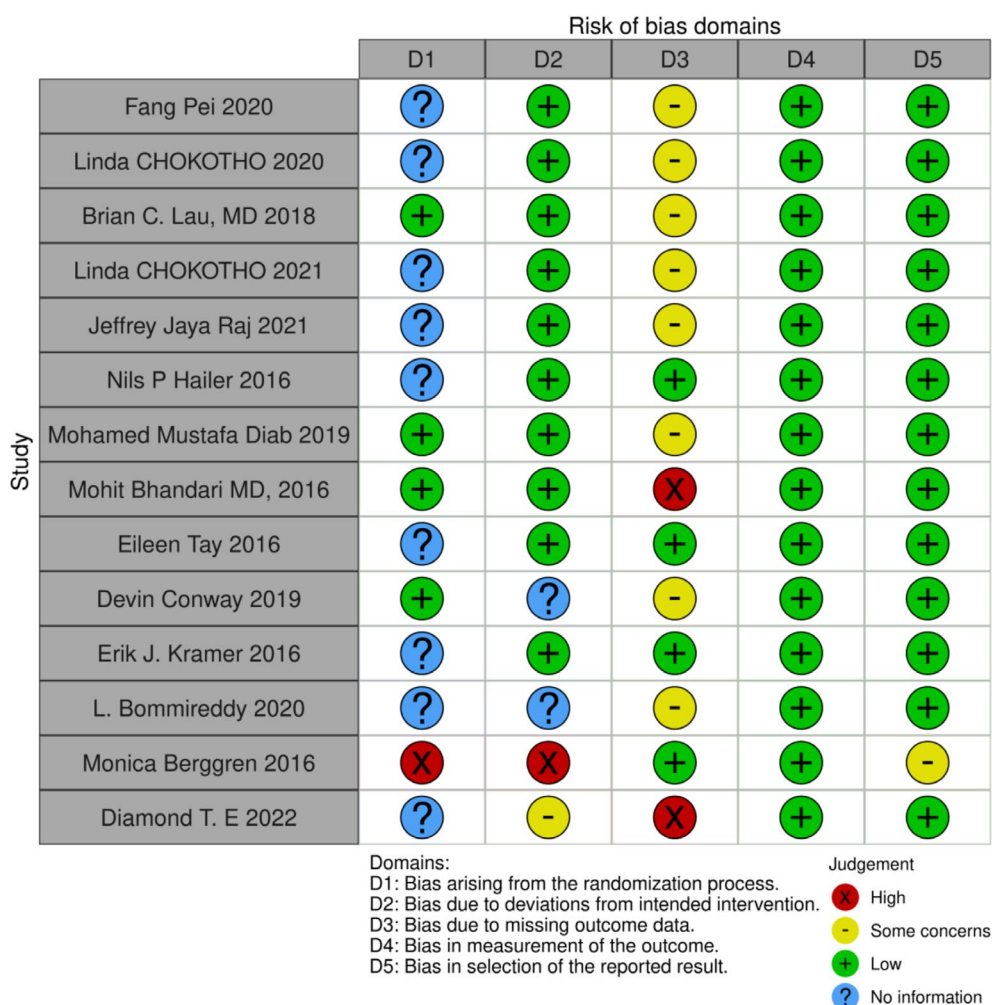 Risk of bias domains
D1 D2 D3 D4 D5
Study
Fang Pei 2020 ? + - + +
Linda CHOKOTHO 2020 ? + - + +
Brian C. Lau, MD 2018 + + - + +
Linda CHOKOTHO 2021 ? + - + +
Jeffrey Jaya Raj 2021 ? + - + +
Nils P Hailer 2016 ? + + + +
Mohamed Mustafa Diab 2019 + + - + +
Mohit Bhandari MD, 2016 + + X + +
Eileen Tay 2016 ? + + + +
Devin Conway 2019 + ? - + +
Erik J. Kramer 2016 ? + + + +
L. Bommireddy 2020 ? ? - + +
Monica Berggren 2016 X X + + -
Diamond T. E 2022 ? - X + +
Domains:
D1: Bias arising from the randomization process.
D2: Bias due to deviations from intended intervention.
D3: Bias due to missing outcome data.
D4: Bias in measurement of the outcome.
D5: Bias in selection of the reported result.
Judgement
X High
- Some concerns
+ Low
? No information